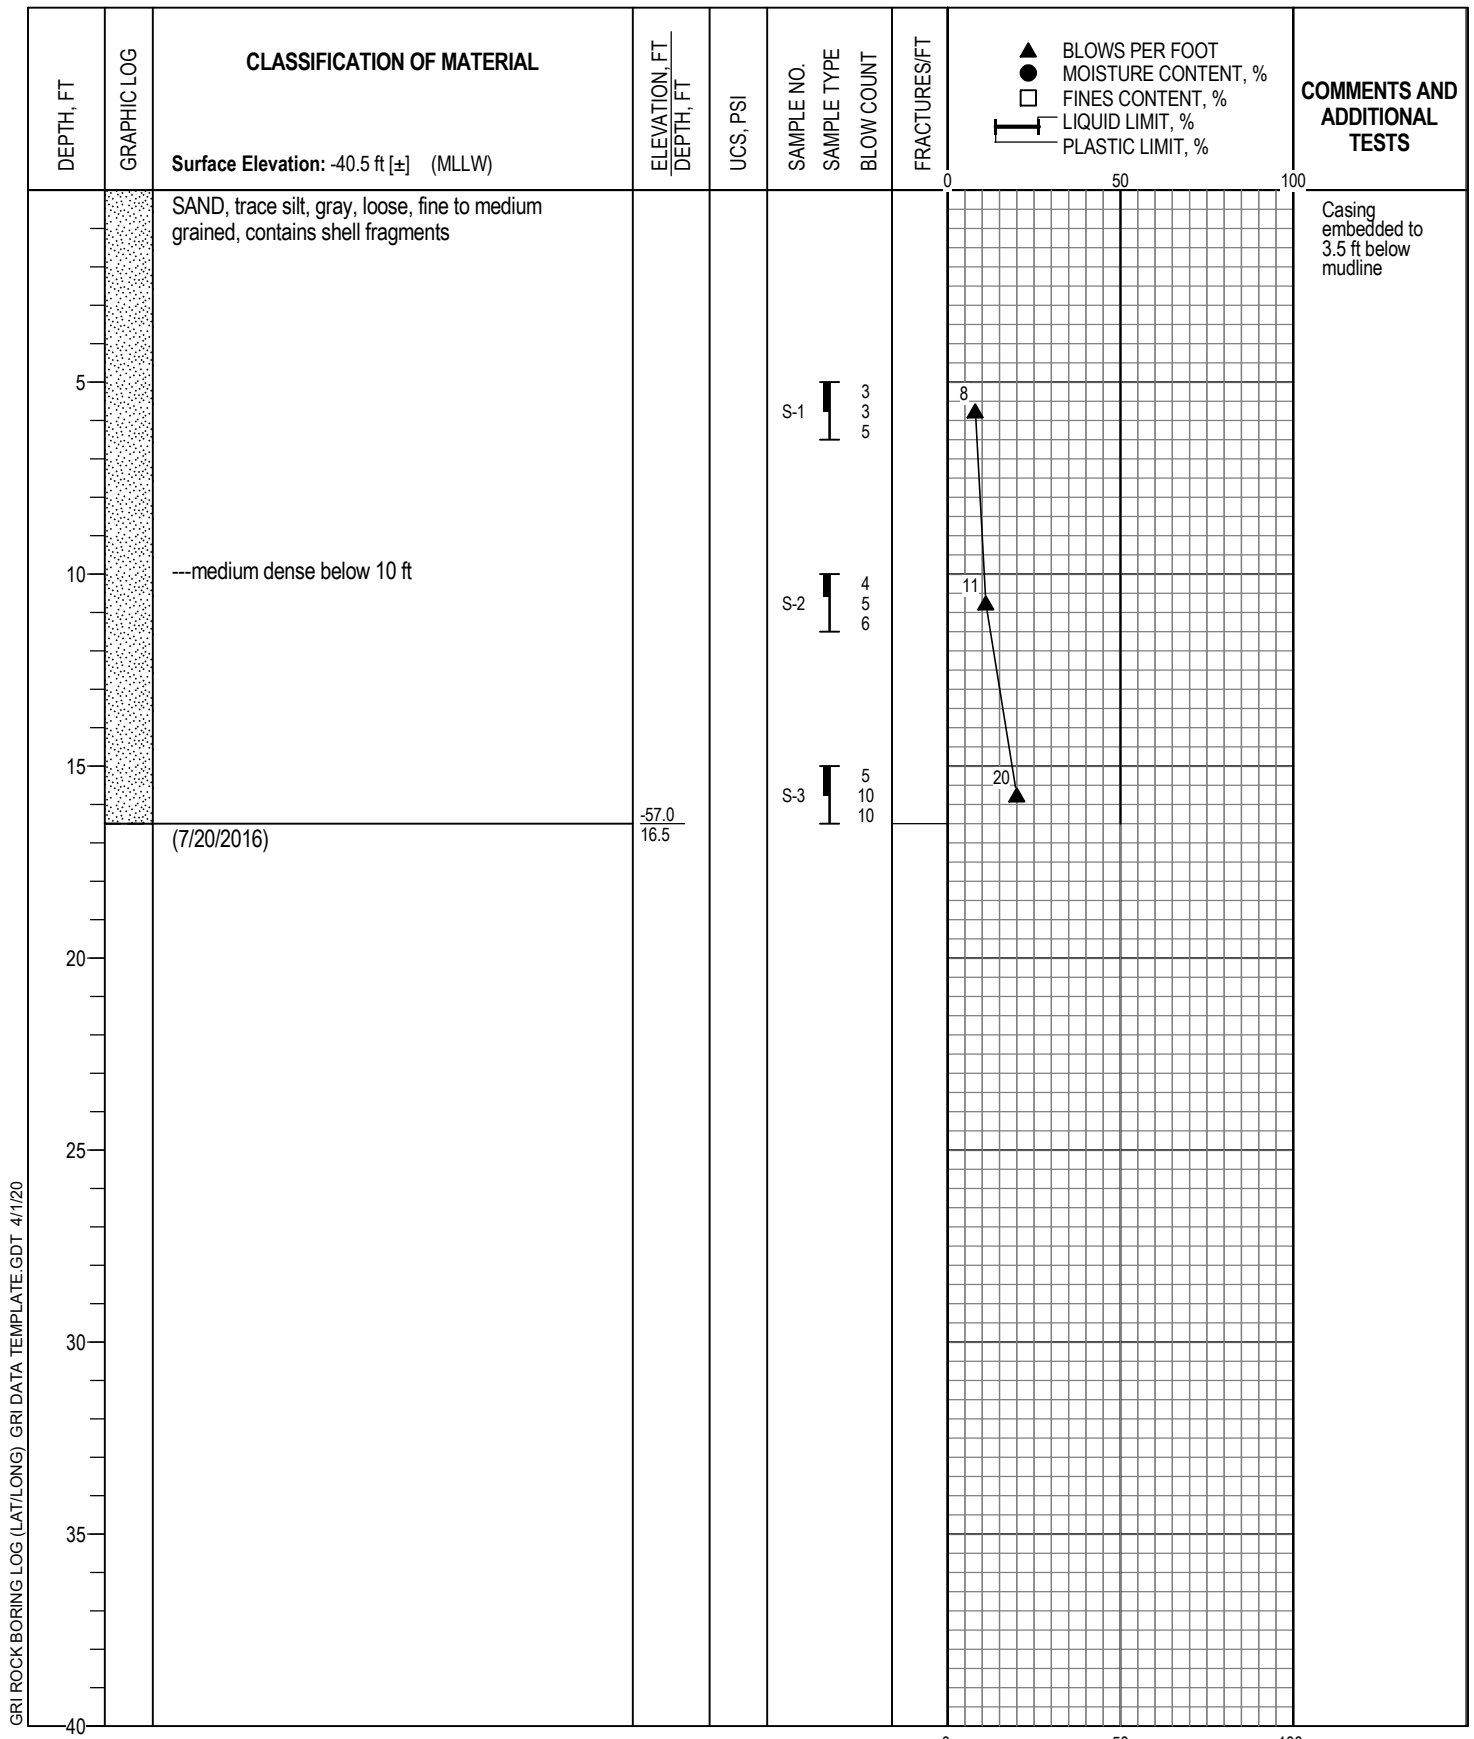 DEPTH, FT
GRAPHIC LOG
CLASSIFICATION OF MATERIAL
Surface Elevation: -40.5 ft [±] (MLLW)
ELEVATION, FT
DEPTH, FT
UCS, PSI
SAMPLE NO.
SAMPLE TYPE
BLOW COUNT
FRACTURES/FT
BLOWS PER FOOT
MOISTURE CONTENT, %
FINES CONTENT, %
LIQUID LIMIT, %
PLASTIC LIMIT, %
COMMENTS AND
ADDITIONAL
TESTS
0 50 100
SAND, trace silt, gray, loose, fine to medium
grained, contains shell fragments
Casing
embedded to
3.5 ft below
mudline
5
S-1
3
3
5
8
10
---medium dense below 10 ft
S-2
4
5
6
11
15
S-3
5
10
10
20
-57.0
16.5
(7/20/2016)
20
25
30
35
40
0 50 100
GRI ROCK BORING LOG (LAT/LONG) GRI DATA TEMPLATE.GDT 4/1/20